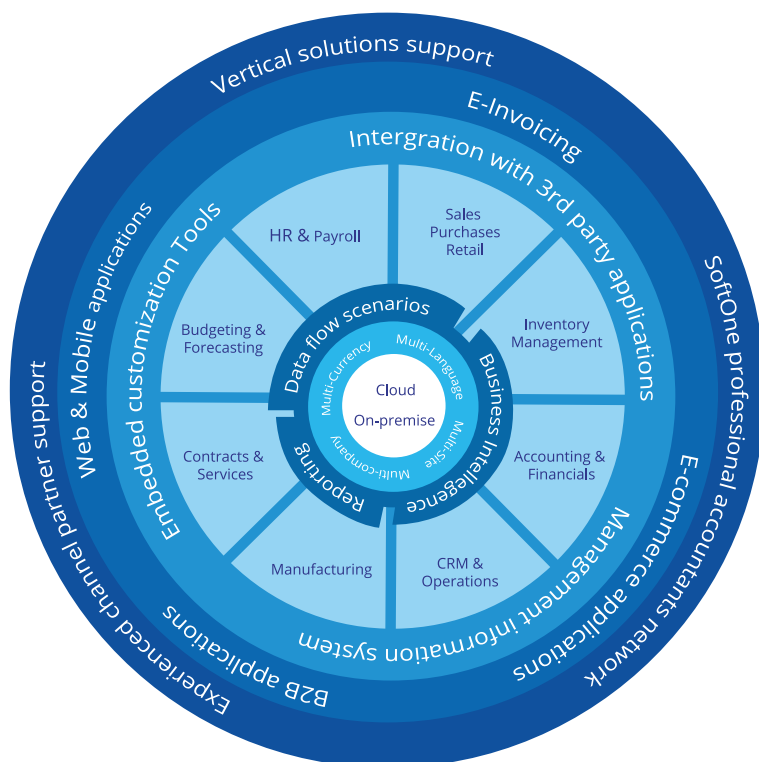 Vertical solutions support
E-Invoicing
Intergration with 3rd party applications
Embedded customization Tools
Web & Mobile applications
Experienced channel partner support
SoftOne professional accountants network
E-commerce applications
Management information system
B2B applications
HR & Payroll
Sales
Purchases
Retail
Budgeting &
Forecasting
Inventory
Management
Contracts &
Services
Accounting &
Financials
Manufacturing
CRM &
Operations
Data flow scenarios
Business Intellegence
Reporting
Multi-Currency
Multi-Language
Multi-Site
Multi-company
Cloud
On-premise